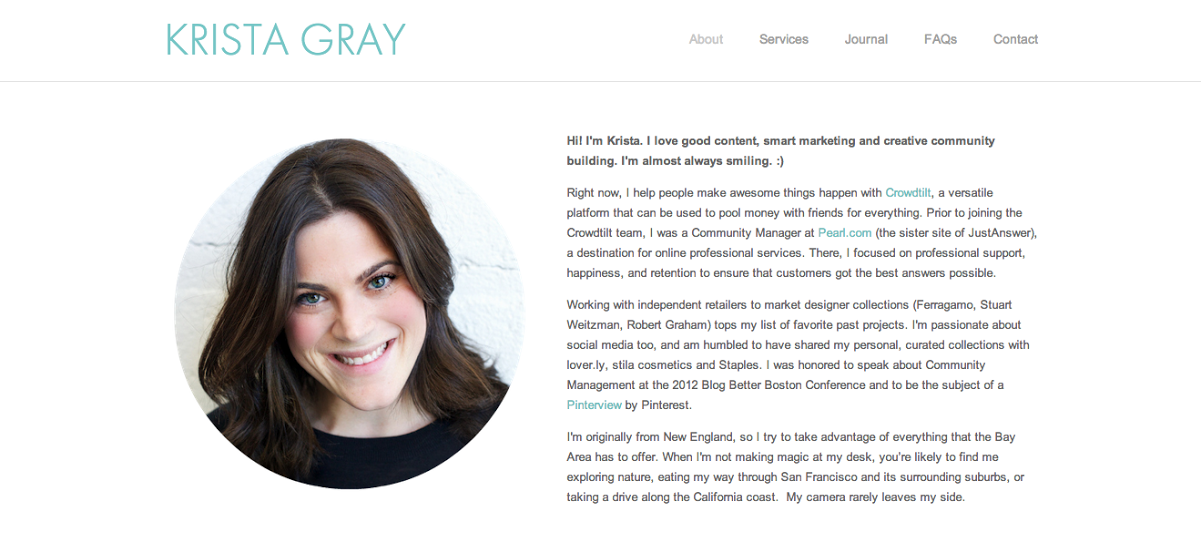 KRISTA GRAY
About Services Journal FAQs Contact
Hi! I'm Krista. I love good content, smart marketing and creative community
building. I'm almost always smiling. :)
Right now, I help people make awesome things happen with Crowdtilt, a versatile
platform that can be used to pool money with friends for everything. Prior to joining the
Crowdtilt team, I was a Community Manager at Pearl.com (the sister site of JustAnswer),
a destination for online professional services. There, I focused on professional support,
happiness, and retention to ensure that customers got the best answers possible.
Working with independent retailers to market designer collections (Ferragamo, Stuart
Weitzman, Robert Graham) tops my list of favorite past projects. I'm passionate about
social media too, and am humbled to have shared my personal, curated collections with
lover.ly, stila cosmetics and Staples. I was honored to speak about Community
Management at the 2012 Blog Better Boston Conference and to be the subject of a
Pinterview by Pinterest.
I'm originally from New England, so I try to take advantage of everything that the Bay
Area has to offer. When I'm not making magic at my desk, you're likely to find me
exploring nature, eating my way through San Francisco and its surrounding suburbs, or
taking a drive along the California coast.  My camera rarely leaves my side.